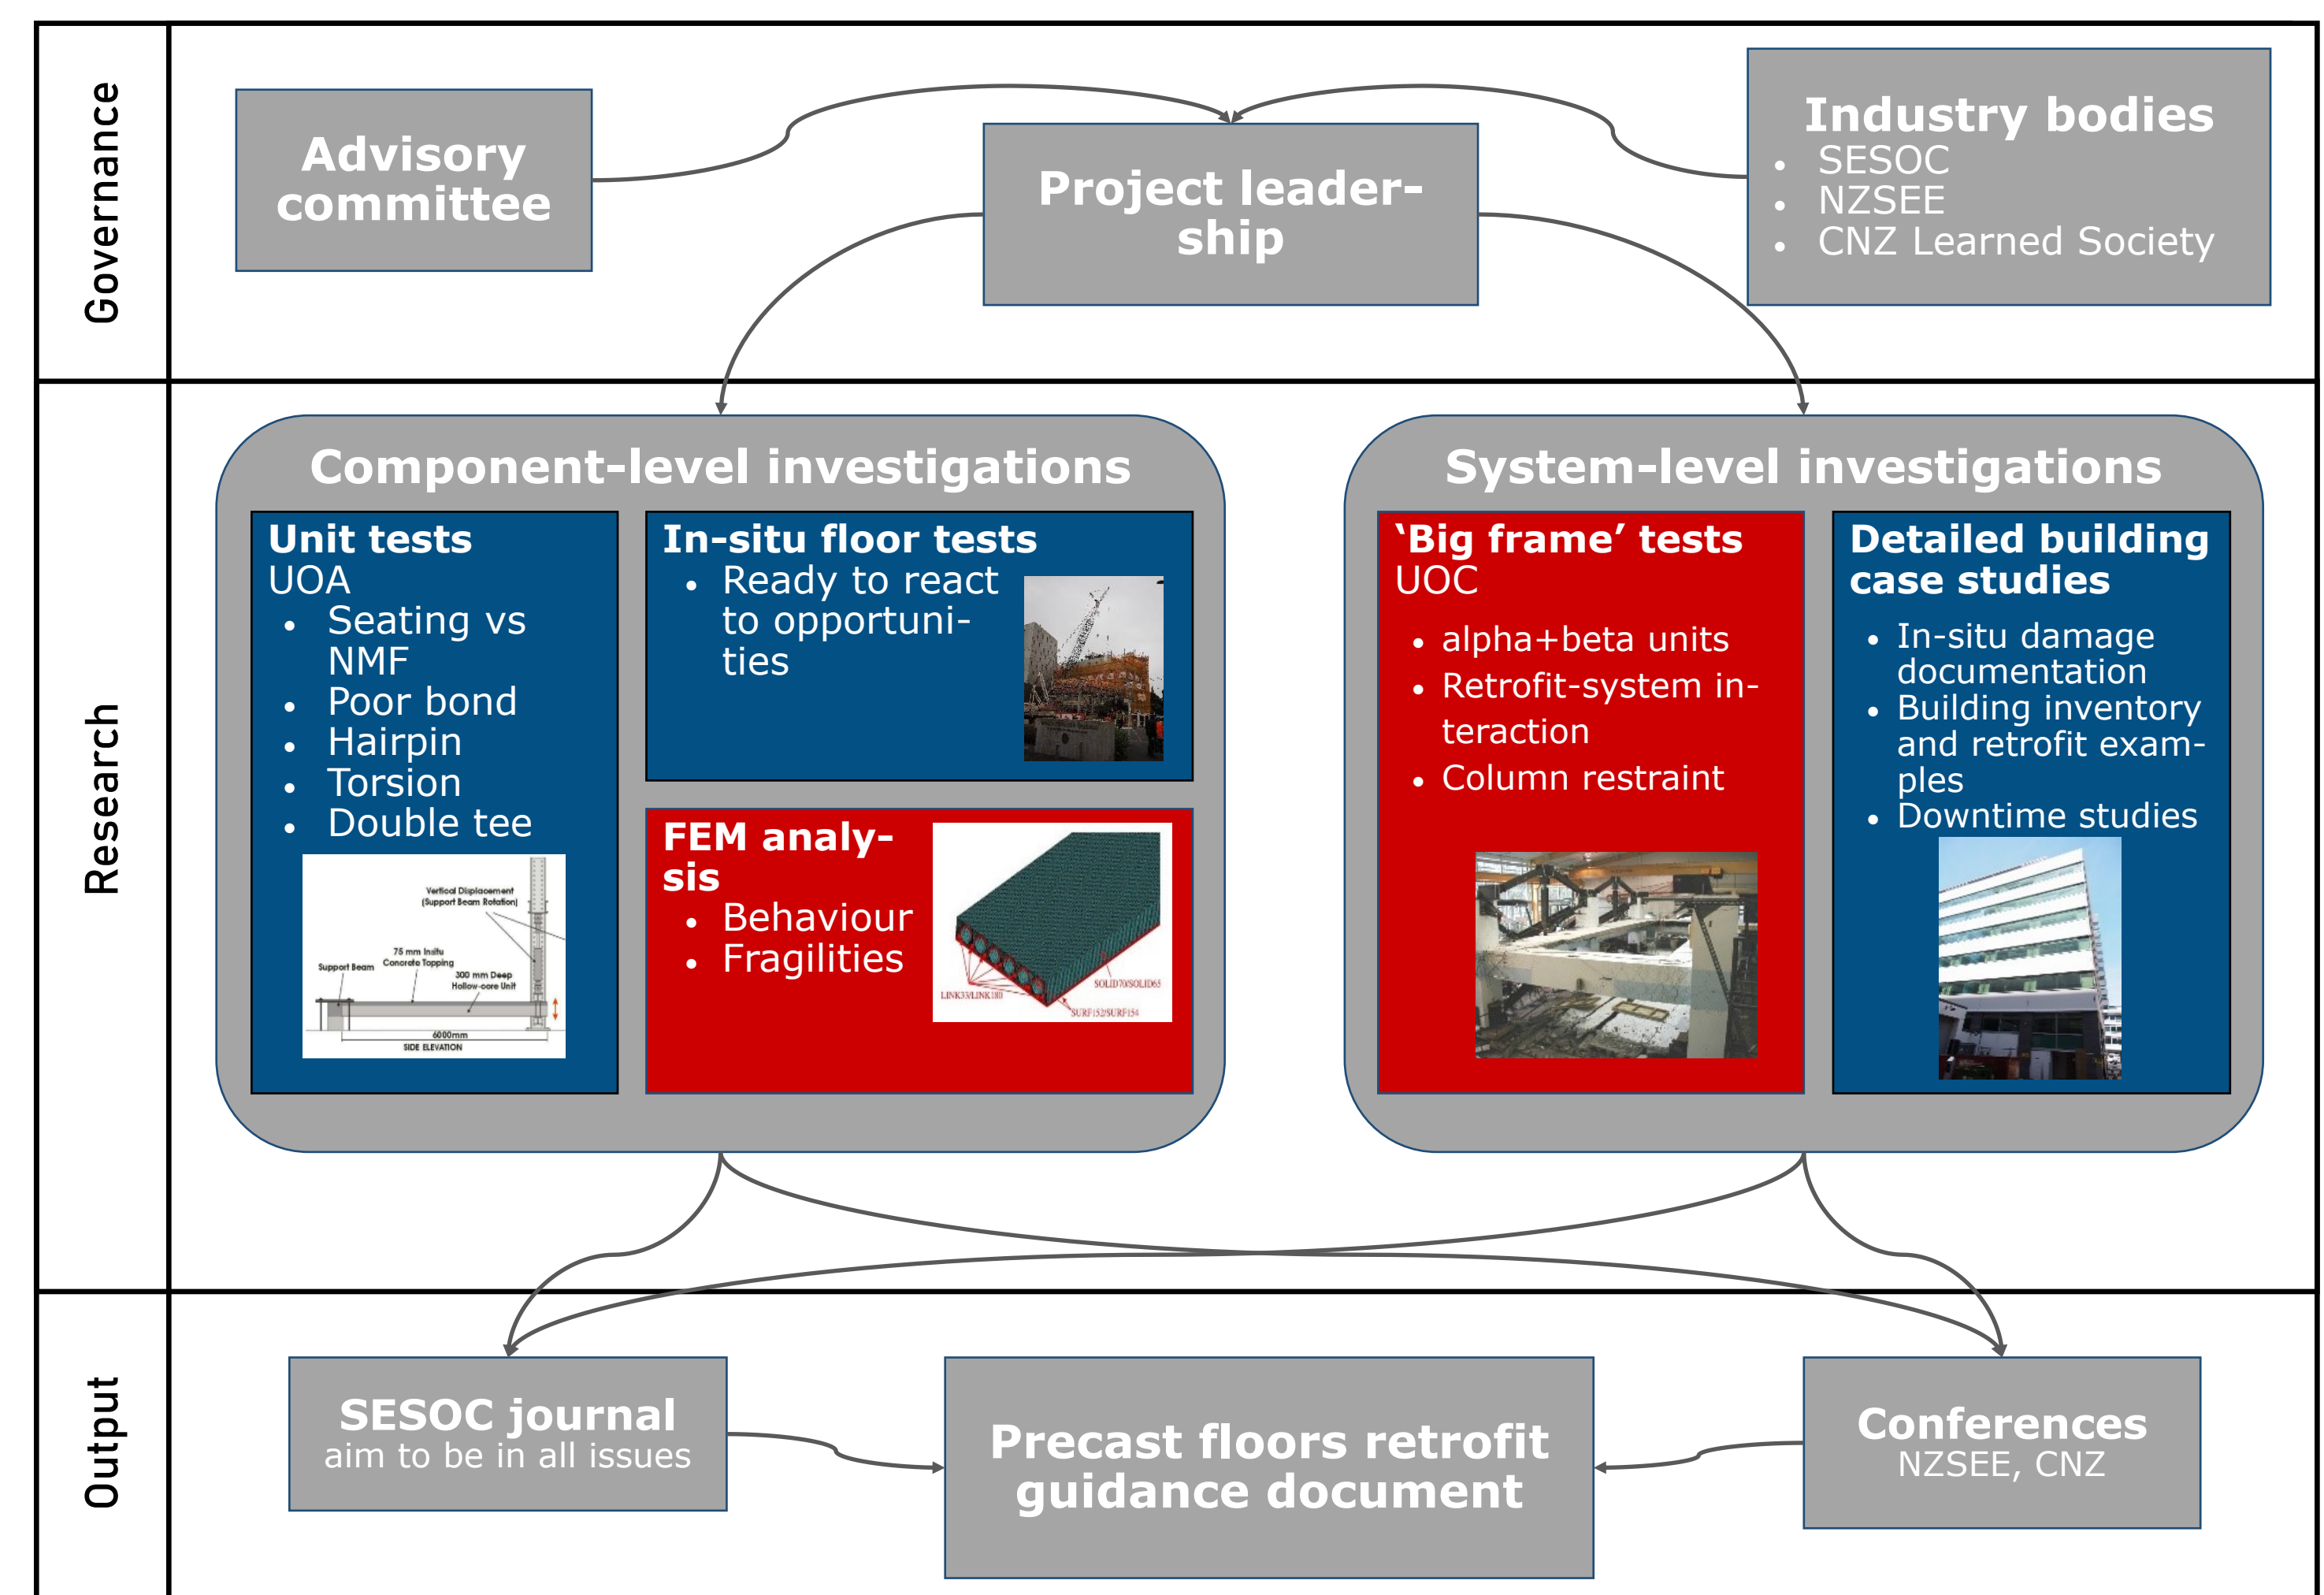 Governance
Advisory
committee
Project leader-
ship
Industry bodies
• SESOC
• NZSEE
• CNZ Learned Society
Research
Component-level investigations
Unit tests
UOA
• Seating vs
NMF
• Poor bond
• Hairpin
• Torsion
• Double tee
Vertical Displacement
(Support Beam Rotation)
75 mm Insitu
Concrete Topping
Support Beam
300 mm Deep
Hollow-core Unit
6000mm
SIDE ELEVATION
In-situ floor tests
• Ready to react
to opportuni-
ties
FEM analy-
sis
• Behaviour
• Fragilities
LINK33/LINK180
SOLID70/SOLID65
SURF152/SURF154
System-level investigations
‘Big frame’ tests
UOC
• alpha+beta units
• Retrofit-system in-
teraction
• Column restraint
Detailed building
case studies
• In-situ damage
documentation
• Building inventory
and retrofit exam-
ples
• Downtime studies
Output
SESOC journal
aim to be in all issues
Precast floors retrofit
guidance document
Conferences
NZSEE, CNZ